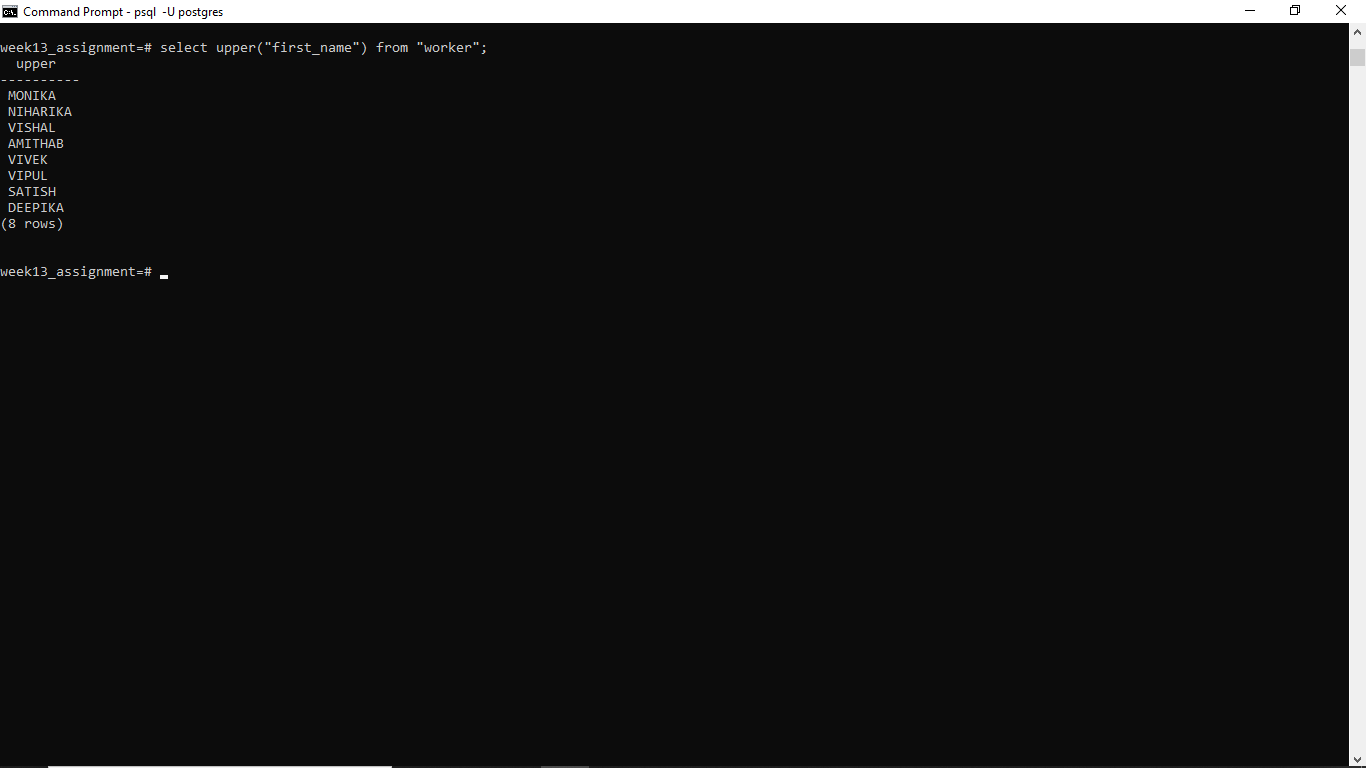 Command Prompt - psql  -U postgres
week13_assignment=# select upper("first_name") from "worker";
  upper
----------
 MONIKA
 NIHARIKA
 VISHAL
 AMITHAB
 VIVEK
 VIPUL
 SATISH
 DEEPIKA
(8 rows)
week13_assignment=#